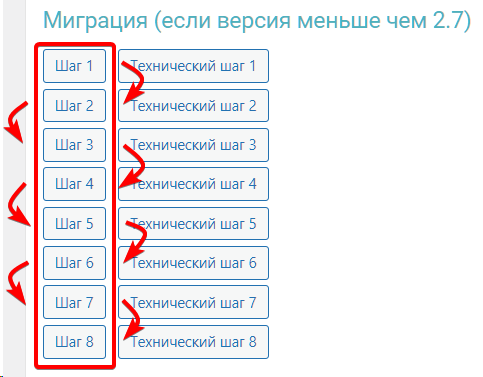 Миграция (если версия меньше чем 2.7)
Шаг 1 Технический шаг 1
Шаг 2 Технический шаг 2
Шаг 3 Технический шаг 3
Шаг 4 Технический шаг 4
Шаг 5 Технический шаг 5
Шаг 6 Технический шаг 6
Шаг 7 Технический шаг 7
Шаг 8 Технический шаг 8